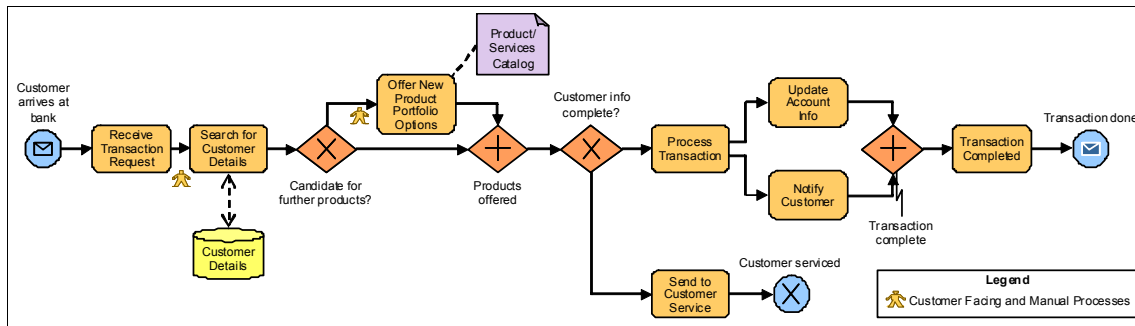 Customer
arrives at
bank
Receive
Transaction
Request
Search for
Customer
Details
Customer
Details
Candidate for
further products?
Offer New
Product
Portfolio
Options
Product/
Services
Catalog
Products
offered
Customer info
complete?
Process
Transaction
Update
Account
Info
Notify
Customer
Transaction
complete
Transaction
Completed
Transaction done
Send to
Customer
Service
Customer serviced
Legend
Customer Facing and Manual Processes